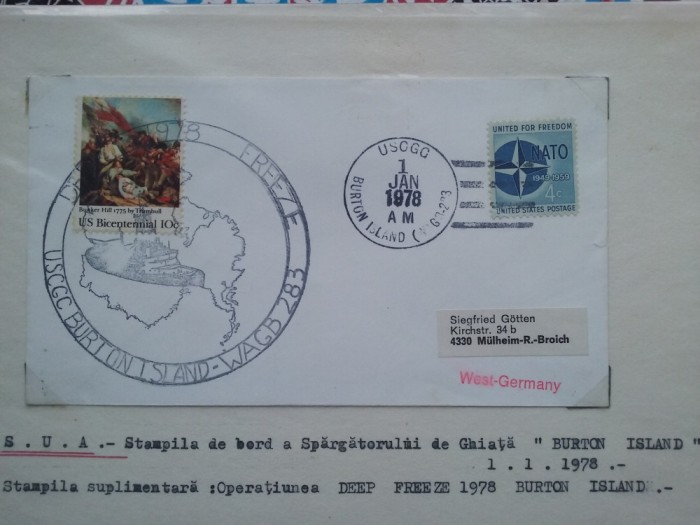 DEEP 1978 FREEZE
USCGC BURTON ISLAND-WAGB 283
Bunker Hill 1775 by Trumbull
US Bicentennial 10c
USCGC
1
JAN
1978
AM
BURTON ISLAND
UNITED FOR FREEDOM
NATO
1949-1959
4¢
UNITED STATES POSTAGE
Siegfried Götten
Kirchstr. 34 b
4330 Mülheim-R.-Broich
West-Germany
S . U . A .- Stampila de bord a Spărgătorului de Ghiață " BURTON ISLAND "
1 . 1 . 1978 .-
Stampila suplimentară :Operațiunea DEEP FREEZE 1978 BURTON ISLAND .-